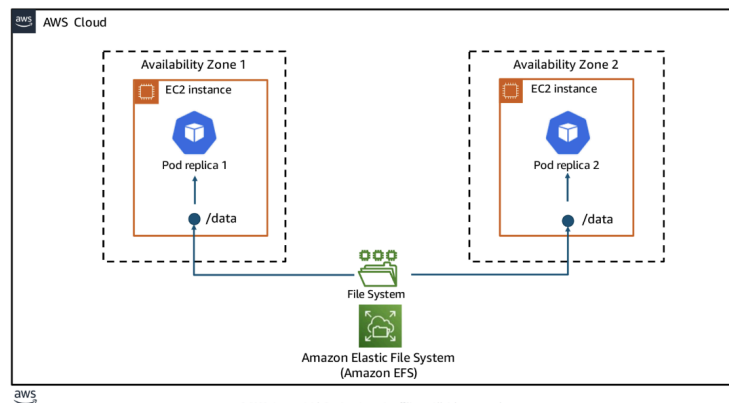 aws
AWS Cloud
Availability Zone 1
EC2 instance
Pod replica 1
/data
Availability Zone 2
EC2 instance
Pod replica 2
/data
File System
Amazon Elastic File System
(Amazon EFS)
aws